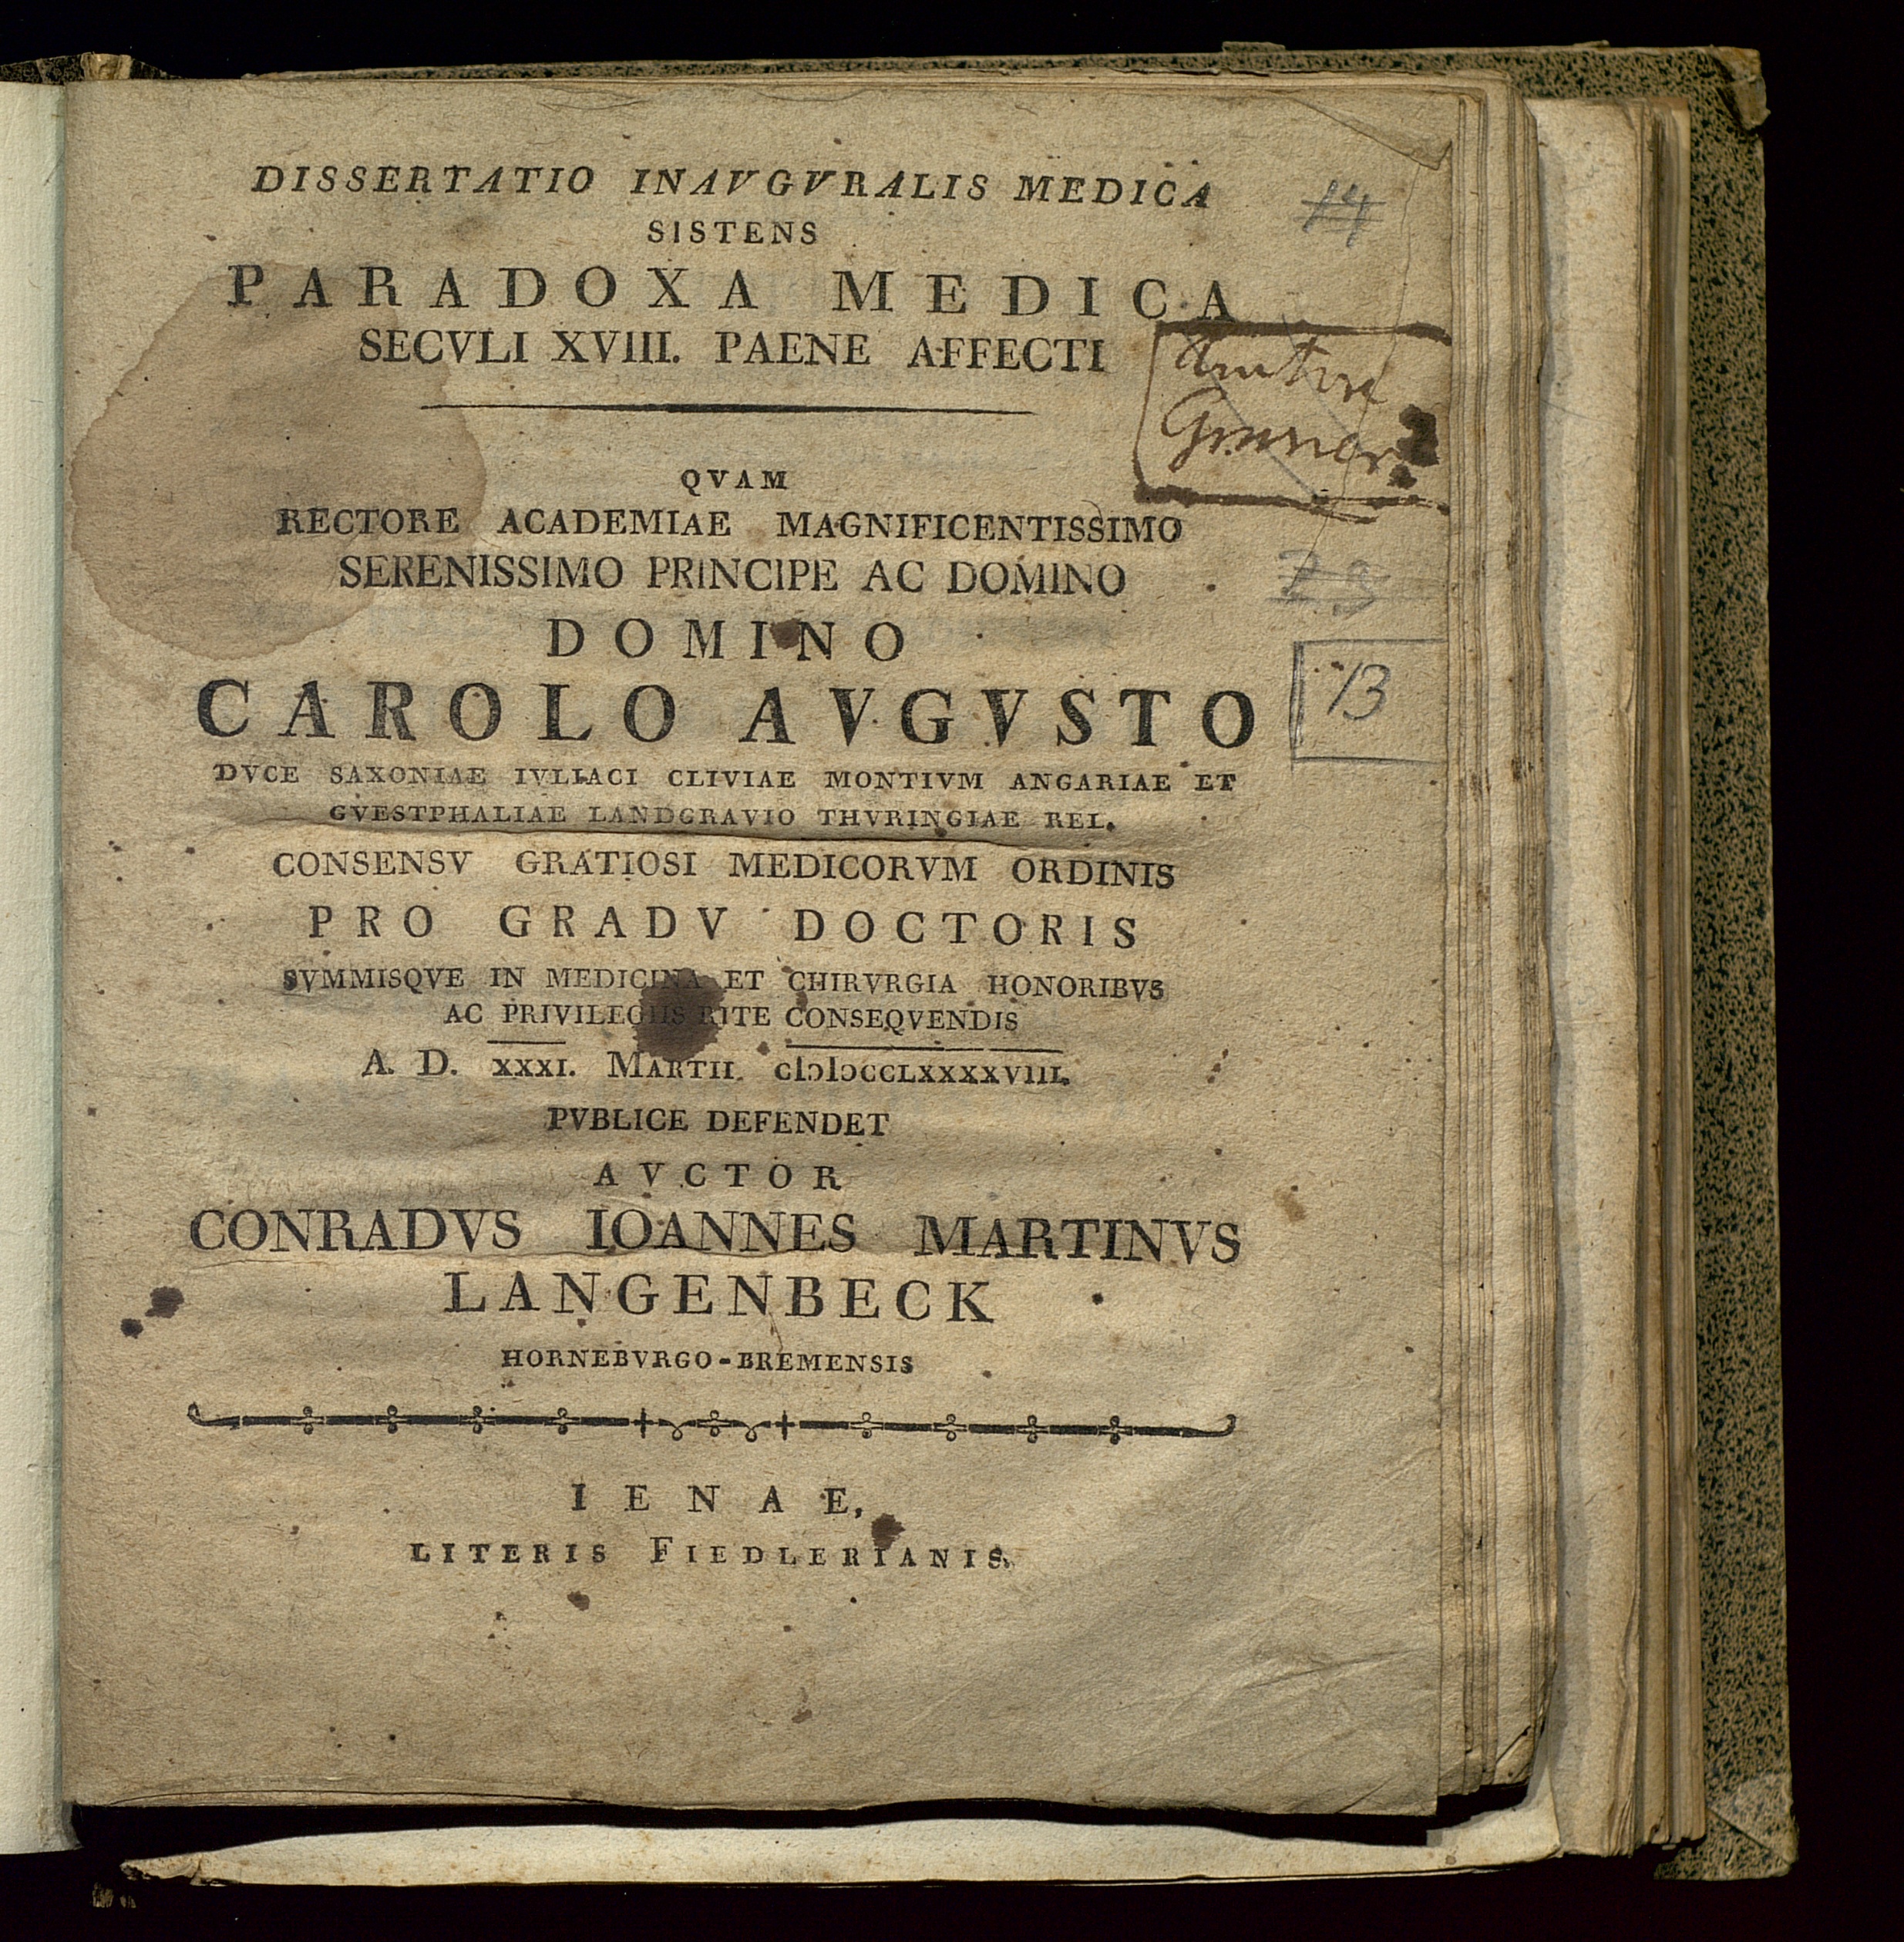 DISSERTATIO INAVGVRALIS MEDICA
SISTENS
PARADOXA MEDICA
SECVLI XVIII. PAENE AFFECTI
QVAM
RECTORE ACADEMIAE MAGNIFICENTISSIMO
SERENISSIMO PRINCIPE AC DOMINO
DOMINO
CAROLO AVGVSTO
DVCE SAXONIAE IVLIACI CLIVIAE MONTIVM ANGARIAE ET
GVESTPHALIAE LANDGRAVIO THVRINGIAE REL.
CONSENSV GRATIOSI MEDICORVM ORDINIS
PRO GRADV DOCTORIS
SVMMISQVE IN MEDICINA ET CHIRVRGIA HONORIBVS
AC PRIVILEGIIS RITE CONSEQVENDIS
A. D. XXXI. MARTII. CIↃIↃCCLXXXXVIII.
PVBLICE DEFENDET
AVCTOR
CONRADVS IOANNES MARTINVS
LANGENBECK
HORNEBVRGO-BREMENSIS
IENAE,
LITERIS FIEDLERIANIS.
14
13